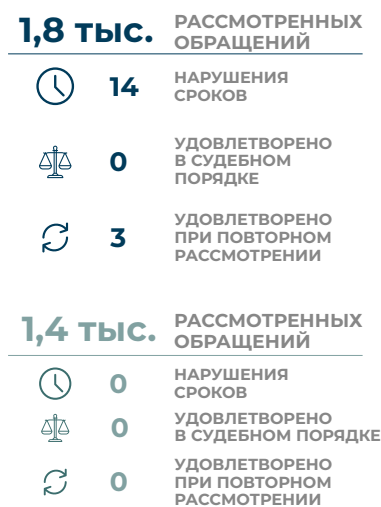 1,8 тыс. РАССМОТРЕННЫХ
ОБРАЩЕНИЙ
14 НАРУШЕНИЯ
СРОКОВ
0 УДОВЛЕТВОРЕНО
В СУДЕБНОМ
ПОРЯДКЕ
3 УДОВЛЕТВОРЕНО
ПРИ ПОВТОРНОМ
РАССМОТРЕНИИ
1,4 тыс. РАССМОТРЕННЫХ
ОБРАЩЕНИЙ
0 НАРУШЕНИЯ
СРОКОВ
0 УДОВЛЕТВОРЕНО
В СУДЕБНОМ ПОРЯДКЕ
0 УДОВЛЕТВОРЕНО
ПРИ ПОВТОРНОМ
РАССМОТРЕНИИ